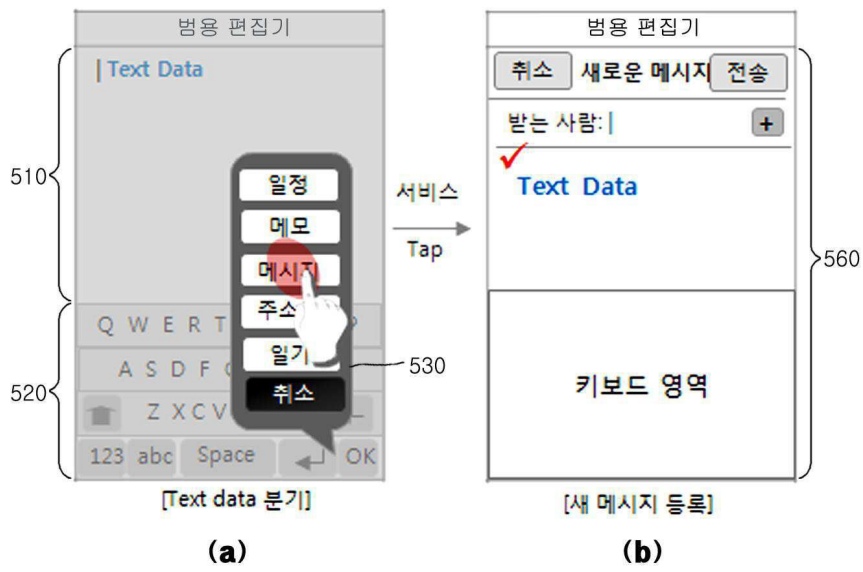 범용 편집기
Text Data
510
일정
메모
메시지
주소
일기
취소
530
Q W E R T
A S D F
Z X C V
520
123 abc Space OK
[Text data 분기]
(a)
서비스
Tap
범용 편집기
취소 새로운 메시지 전송
받는 사람: +
Text Data
560
키보드 영역
[새 메시지 등록]
(b)